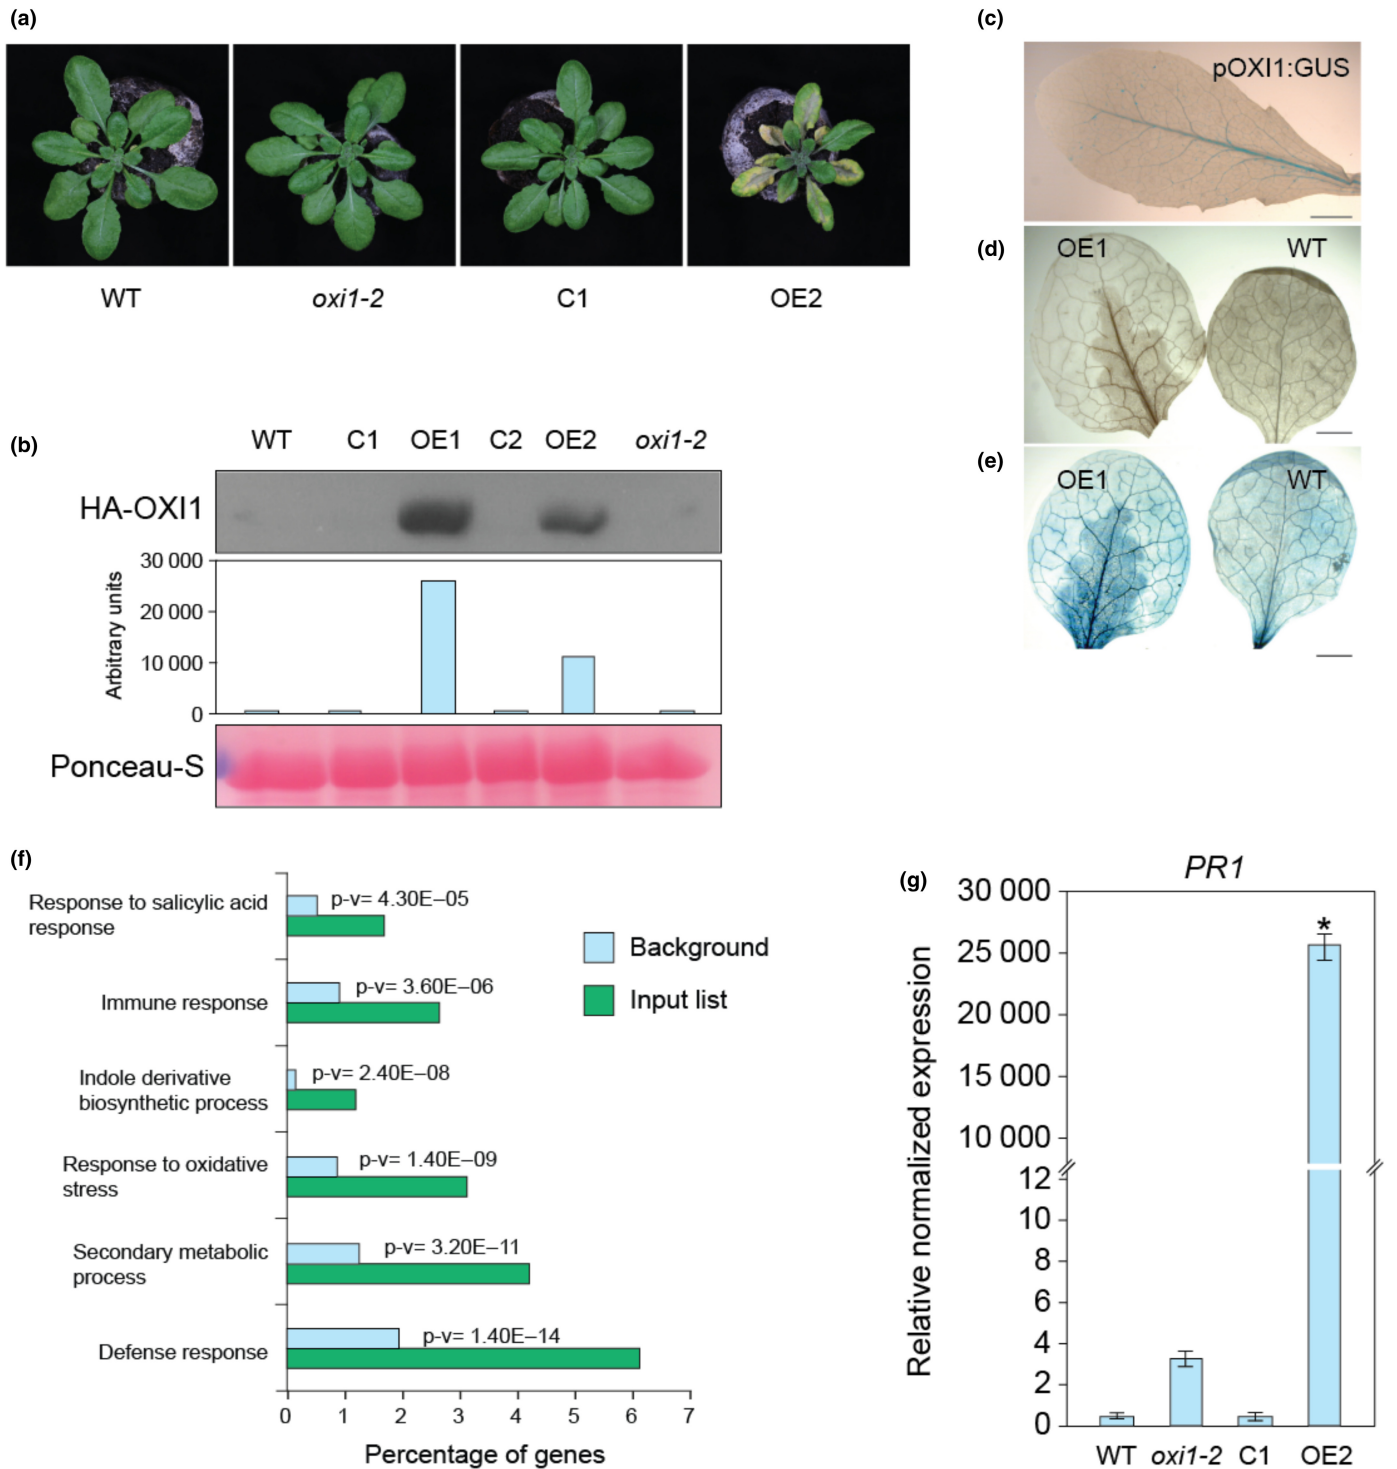 (a)
WT oxi1-2 C1 OE2
(b)
WT C1 OE1 C2 OE2 oxi1-2
HA-OXI1
Arbitrary units
30 000
20 000
10 000
0
Ponceau-S
(c)
pOXI1:GUS
(d)
OE1 WT
(e)
OE1 WT
(f)
Response to salicylic acid
response
p-v= 4.30E–05
Immune response
p-v= 3.60E–06
Indole derivative
biosynthetic process
p-v= 2.40E–08
Response to oxidative
stress
p-v= 1.40E–09
Secondary metabolic
process
p-v= 3.20E–11
Defense response
p-v= 1.40E–14
Background
Input list
0 1 2 3 4 5 6 7
Percentage of genes
(g)
PR1
Relative normalized expression
30 000
25 000
20 000
15 000
10 000
12
10
8
6
4
2
0
*
WT oxi1-2 C1 OE2